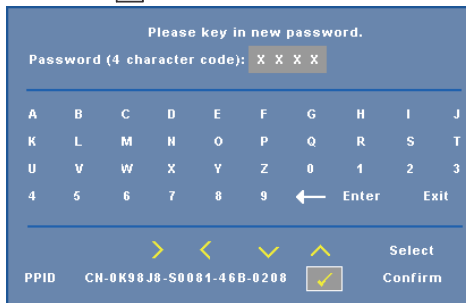 Please key in new password.
Password (4 character code): X X X X
A B C D E F G H I J
K L M N O P Q R S T
U V W X Y Z 0 1 2 3
4 5 6 7 8 9 ← Enter Exit
> < ∨ ∧ Select
PPID CN-0K98J8-S0081-46B-0208 ✓ Confirm